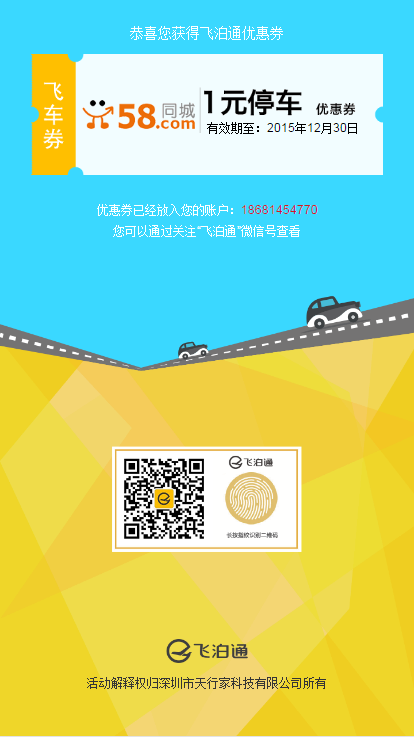 恭喜您获得飞泊通优惠券
飞车券
58同城.com
1元停车 优惠券
有效期至：2015年12月30日
优惠券已经放入您的账户：18681454770
您可以通过关注“飞泊通”微信号查看
飞泊通
长按指纹识别二维码
飞泊通
活动解释权归深圳市天行家科技有限公司所有